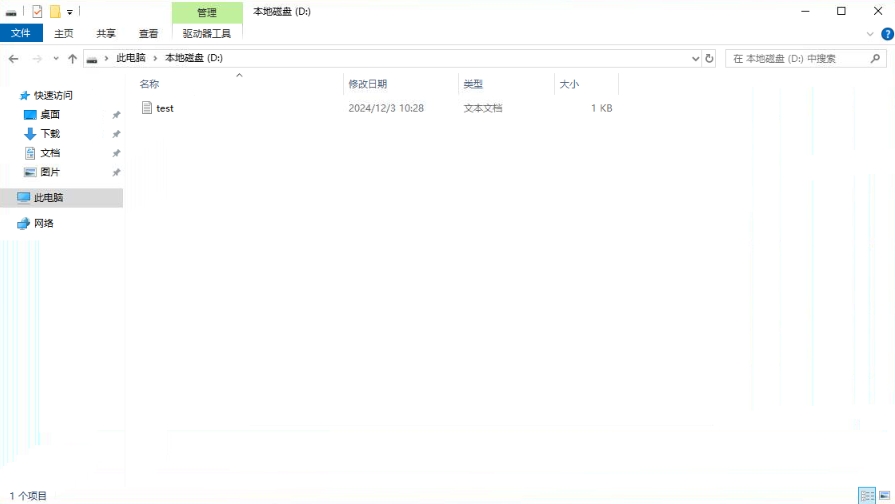 管理
本地磁盘 (D:)
文件
主页
共享
查看
驱动器工具
此电脑
本地磁盘 (D:)
在 本地磁盘 (D:) 中搜索
快速访问
桌面
下载
文档
图片
此电脑
网络
名称
修改日期
类型
大小
test
2024/12/3 10:28
文本文档
1 KB
1 个项目